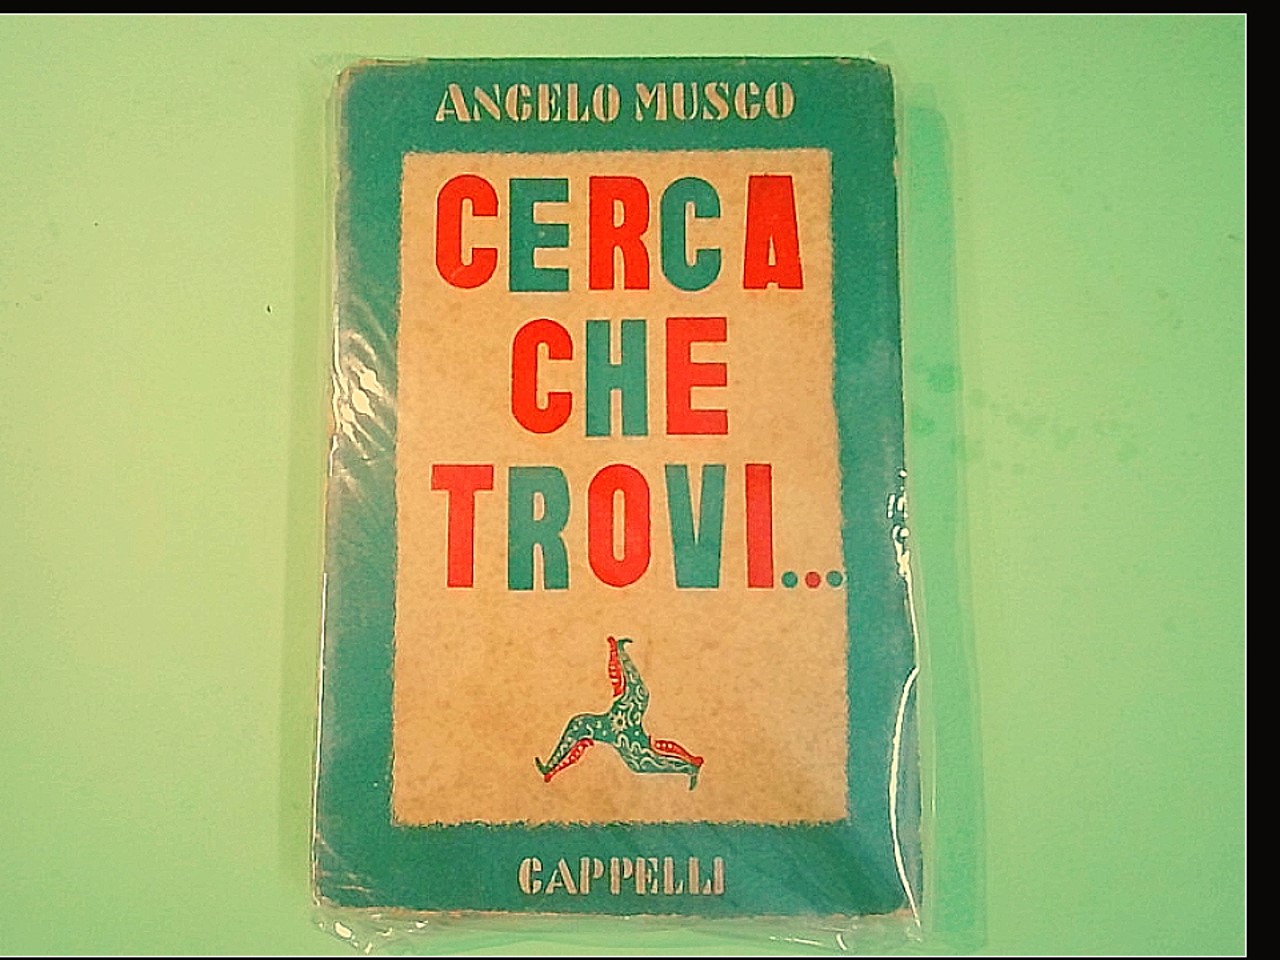 ANGELO MUSCO
CERCA
CHE
TROVI...
CAPPELLI